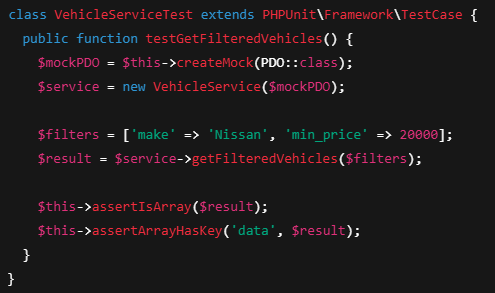 class VehicleServiceTest extends PHPUnit\Framework\TestCase {
  public function testGetFilteredVehicles() {
    $mockPDO = $this->createMock(PDO::class);
    $service = new VehicleService($mockPDO);

    $filters = ['make' => 'Nissan', 'min_price' => 20000];
    $result = $service->getFilteredVehicles($filters);

    $this->assertIsArray($result);
    $this->assertArrayHasKey('data', $result);
  }
}